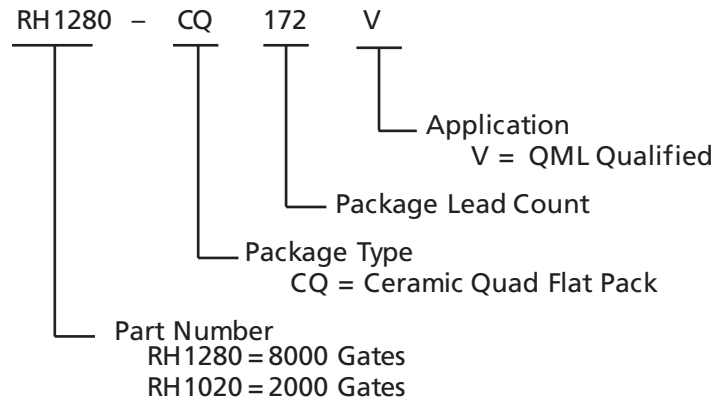 RH1280 – CQ 172 V
Application
V = QML Qualified
Package Lead Count
Package Type
CQ = Ceramic Quad Flat Pack
Part Number
RH1280 = 8000 Gates
RH1020 = 2000 Gates